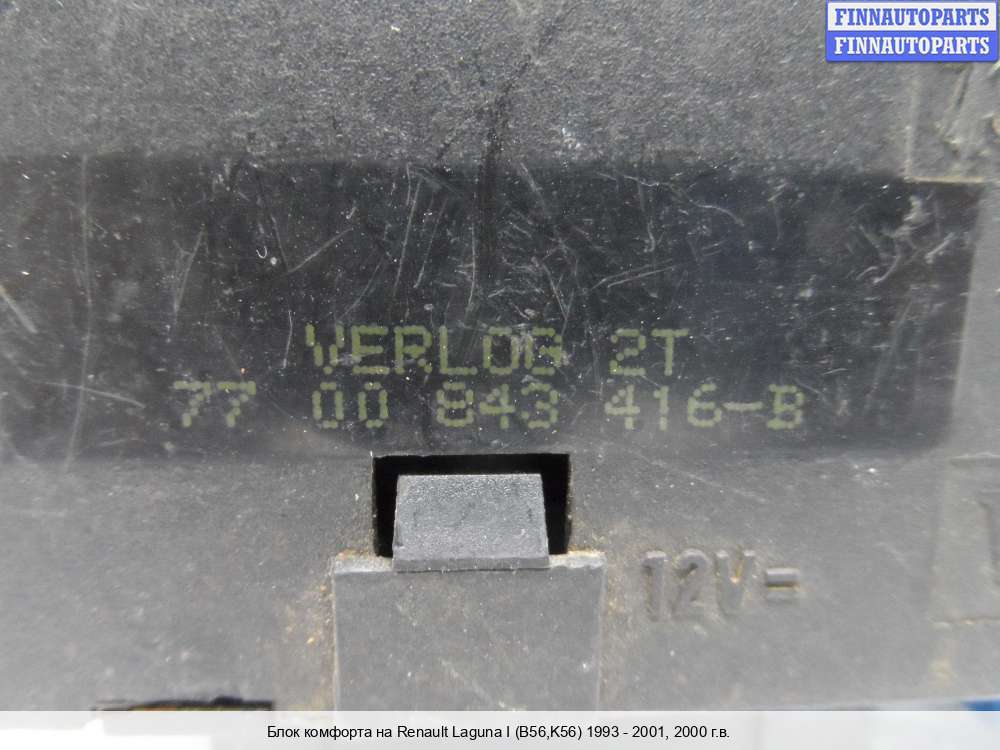 FINNAUTOPARTS
FINNAUTOPARTS
VERLOG 2T
77 00 843 416-B
12V=
Блок комфорта на Renault Laguna I (B56,K56) 1993 - 2001, 2000 г.в.